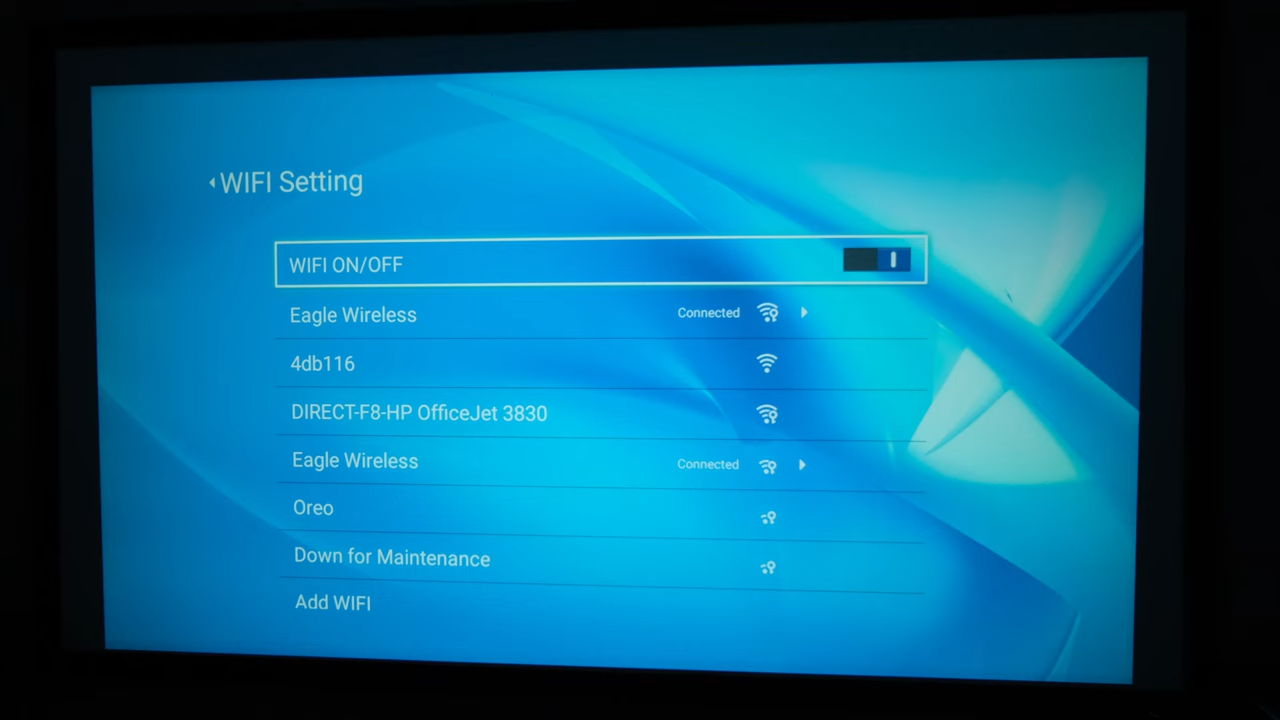 WIFI Setting
WIFI ON/OFF
Eagle Wireless Connected
4db116
DIRECT-F8-HP OfficeJet 3830
Eagle Wireless Connected
Oreo
Down for Maintenance
Add WIFI